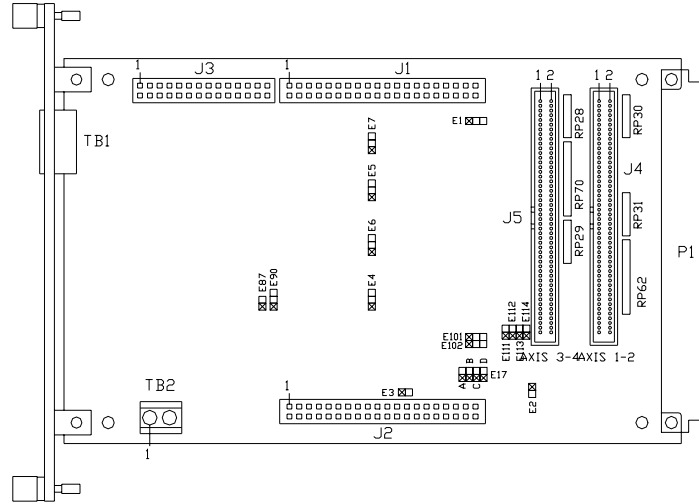 1
J3
1
J1
1 2
1 2
TB1
E1
E7
RP28
RP30
E5
J4
RP70
J5
RP31
E6
RP29
P1
E87
E90
E4
RP62
E112
E114
E101
E102
E111
E113
AXIS 3-4
AXIS 1-2
B
D
E17
A
C
TB2
1
E3
E2
1
J2